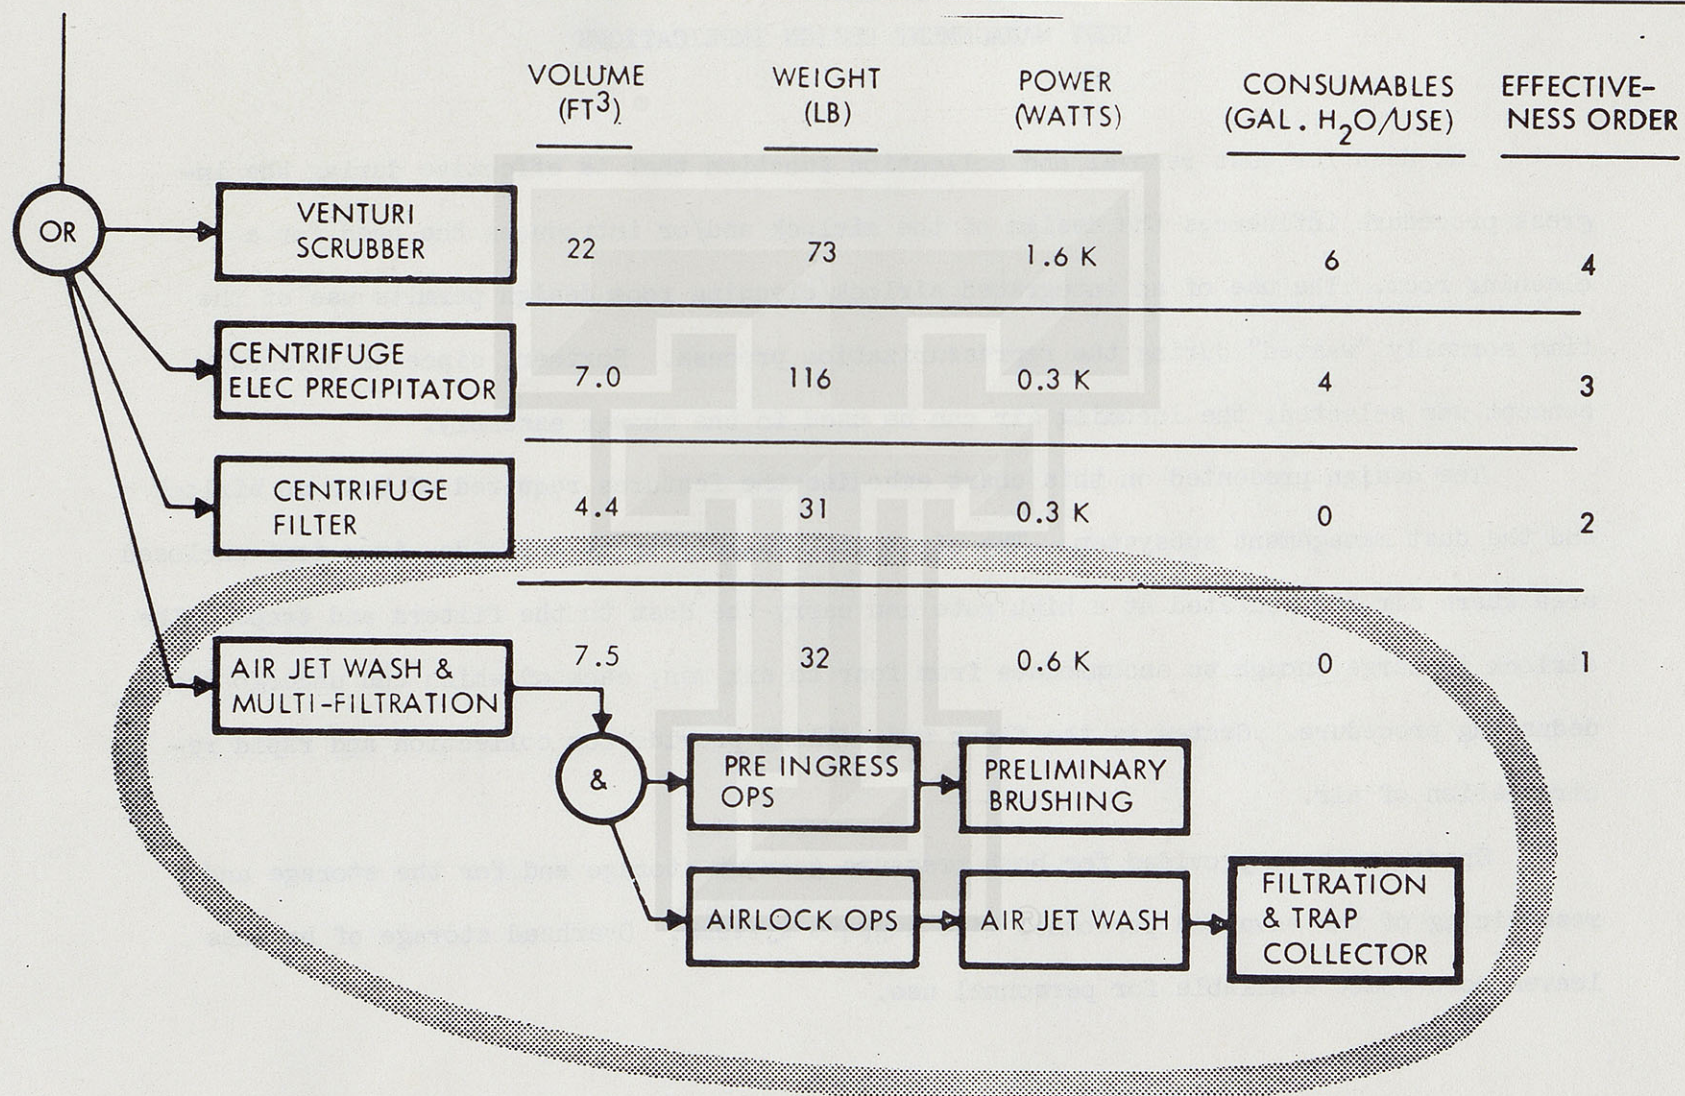 VOLUME (FT³) WEIGHT (LB) POWER (WATTS) CONSUMABLES (GAL. H₂O/USE) EFFECTIVE-NESS ORDER
OR
VENTURI
SCRUBBER
22 73 1.6 K 6 4
CENTRIFUGE
ELEC PRECIPITATOR
7.0 116 0.3 K 4 3
CENTRIFUGE
FILTER
4.4 31 0.3 K 0 2
AIR JET WASH &
MULTI-FILTRATION
7.5 32 0.6 K 0 1
&
PRE INGRESS
OPS
PRELIMINARY
BRUSHING
AIRLOCK OPS
AIR JET WASH
FILTRATION
& TRAP
COLLECTOR